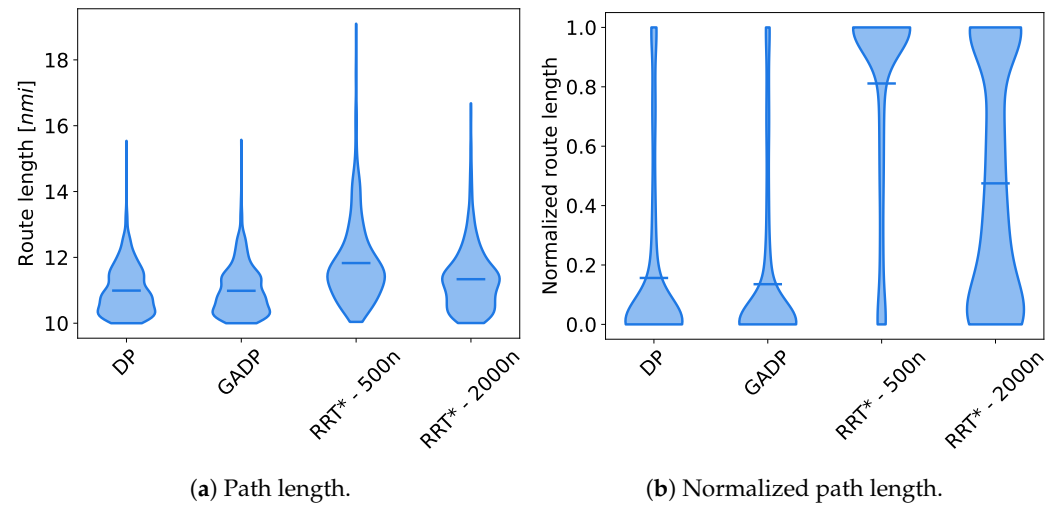 Route length [nmi]
18
16
14
12
10
DP
GADP
RRT* - 500n
RRT* - 2000n
(a) Path length.
Normalized route length
1.0
0.8
0.6
0.4
0.2
0.0
DP
GADP
RRT* - 500n
RRT* - 2000n
(b) Normalized path length.